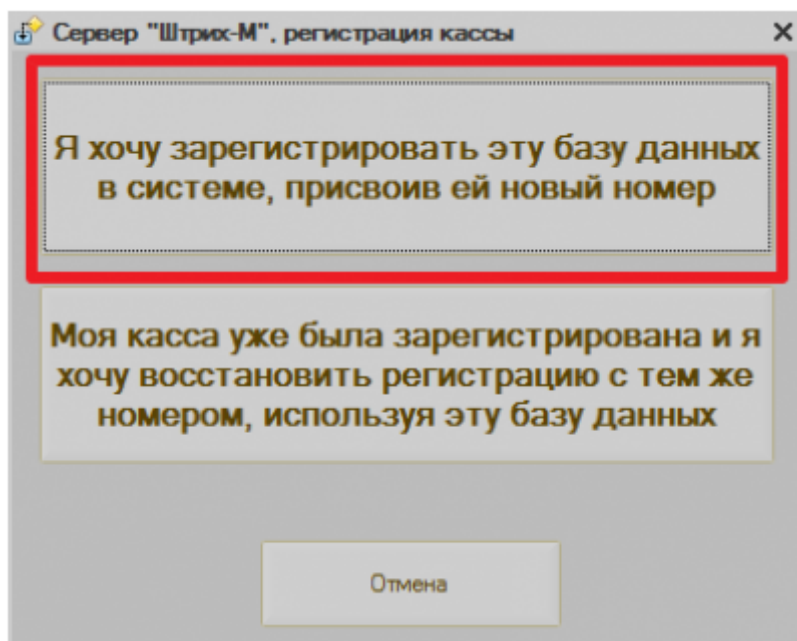 Сервер "Штрих-М", регистрация кассы
Я хочу зарегистрировать эту базу данных
в системе, присвоив ей новый номер
Моя касса уже была зарегистрирована и я
хочу восстановить регистрацию с тем же
номером, используя эту базу данных
Отмена